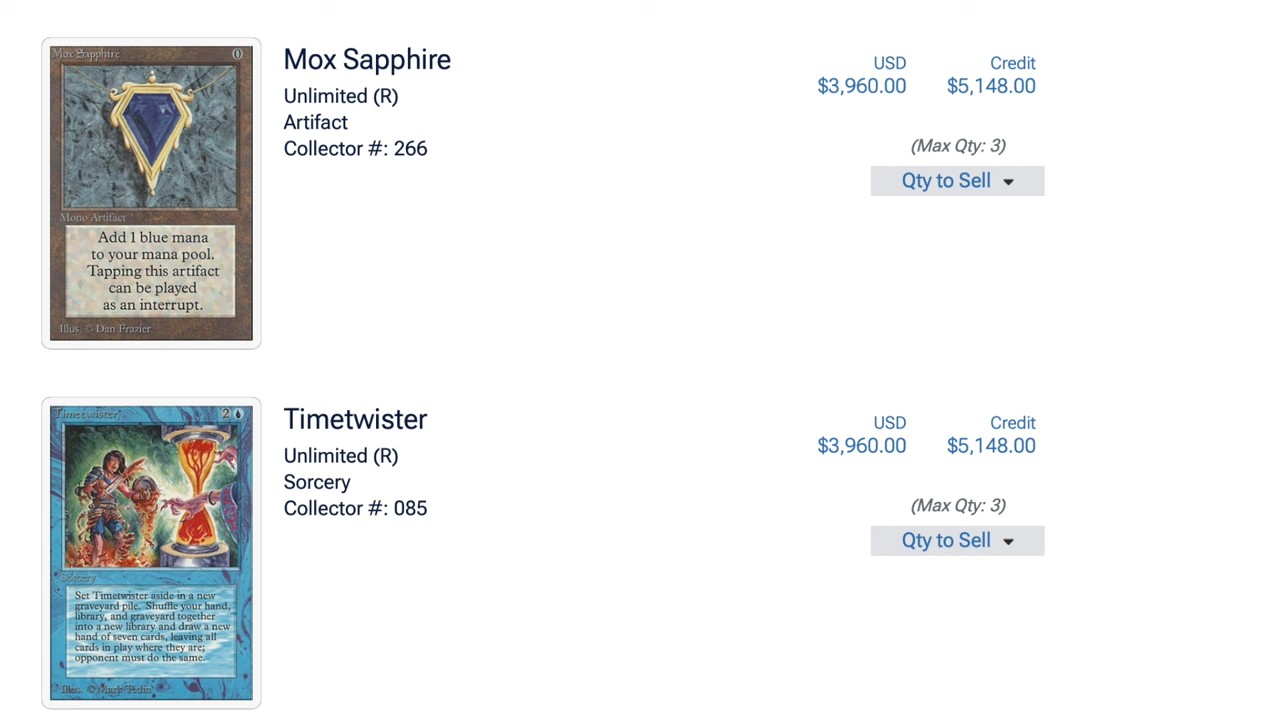 Mox Sapphire
0
Mono Artifact
Add 1 blue mana
to your mana pool.
Tapping this artifact
can be played
as an interrupt.
Illus. © Dan Frazier
Mox Sapphire
Unlimited (R)
Artifact
Collector #: 266
USD Credit
$3,960.00 $5,148.00
(Max Qty: 3)
Qty to Sell
Timetwister
2
Sorcery
Set Timetwister aside in a new
graveyard pile. Shuffle your hand,
library, and graveyard together
into a new library and draw a new
hand of seven cards, leaving all
cards in play where they are;
opponent must do the same.
Illus. © Mark Tedin
Timetwister
Unlimited (R)
Sorcery
Collector #: 085
USD Credit
$3,960.00 $5,148.00
(Max Qty: 3)
Qty to Sell